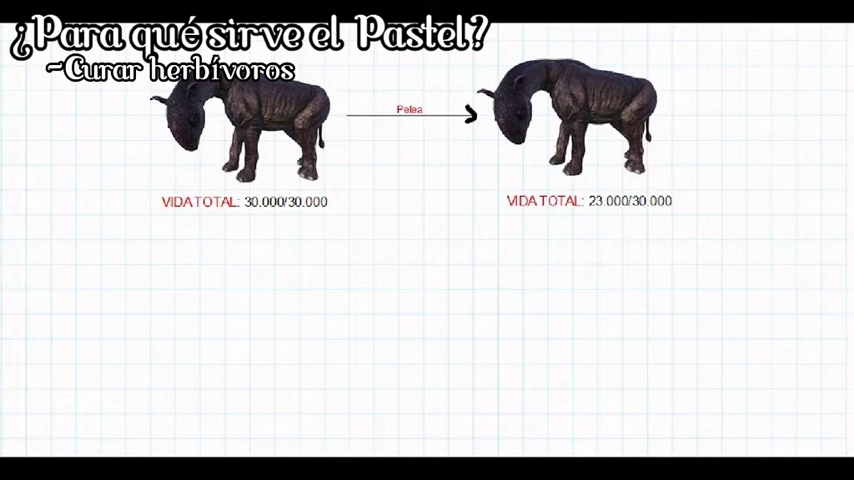 ¿Para qué sirve el Pastel?
~Curar herbívoros
Pelea
VIDA TOTAL: 30.000/30.000
VIDA TOTAL: 23.000/30.000